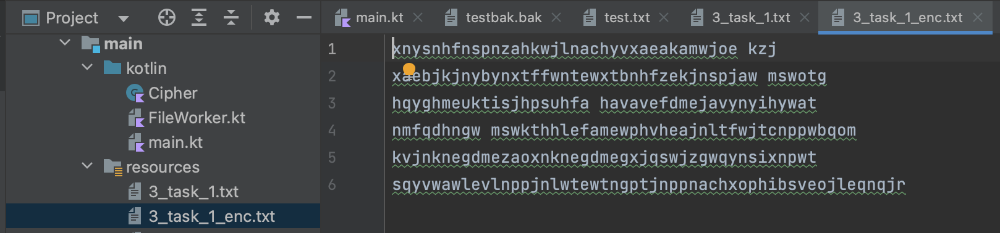 Project
main.kt
testbak.bak
test.txt
3_task_1.txt
3_task_1_enc.txt
main
kotlin
Cipher
FileWorker.kt
main.kt
resources
3_task_1.txt
3_task_1_enc.txt
1 xnysnhfnspnzahkwjlnachyvxaeakamwjoe kzj
2 xaebjkjnybynxtffwntewxtbnhfzekjnspjaw mswotg
3 hqyghmeuktisjhpsuhfa havavefdmejavynyihywat
4 nmfqdhngw mswkthhlefamewphvheajnltfwjtcnppwbqom
5 kvjnknegdmezaoxnknegdmegxjqswjzgwqynsixnpwt
6 sqyvwawlevlnppjnlwtewtngptjnppnachxophibsveojleqnqjr